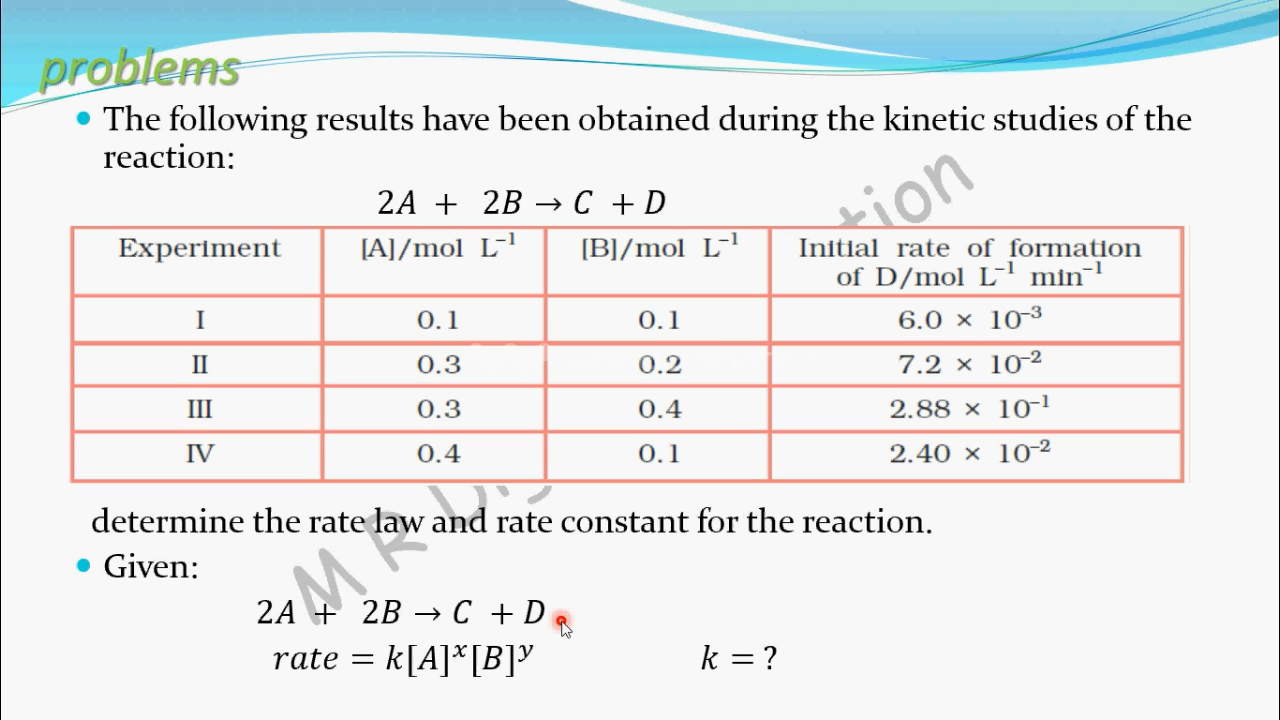 problems
• The following results have been obtained during the kinetic studies of the
reaction:
2A + 2B → C + D
Experiment [A]/mol L⁻¹ [B]/mol L⁻¹ Initial rate of formation
of D/mol L⁻¹ min⁻¹
I 0.1 0.1 6.0 × 10⁻³
II 0.3 0.2 7.2 × 10⁻²
III 0.3 0.4 2.88 × 10⁻¹
IV 0.4 0.1 2.40 × 10⁻²
determine the rate law and rate constant for the reaction.
• Given:
2A + 2B → C + D
rate = k[A]ˣ[B]ʸ k = ?
M R